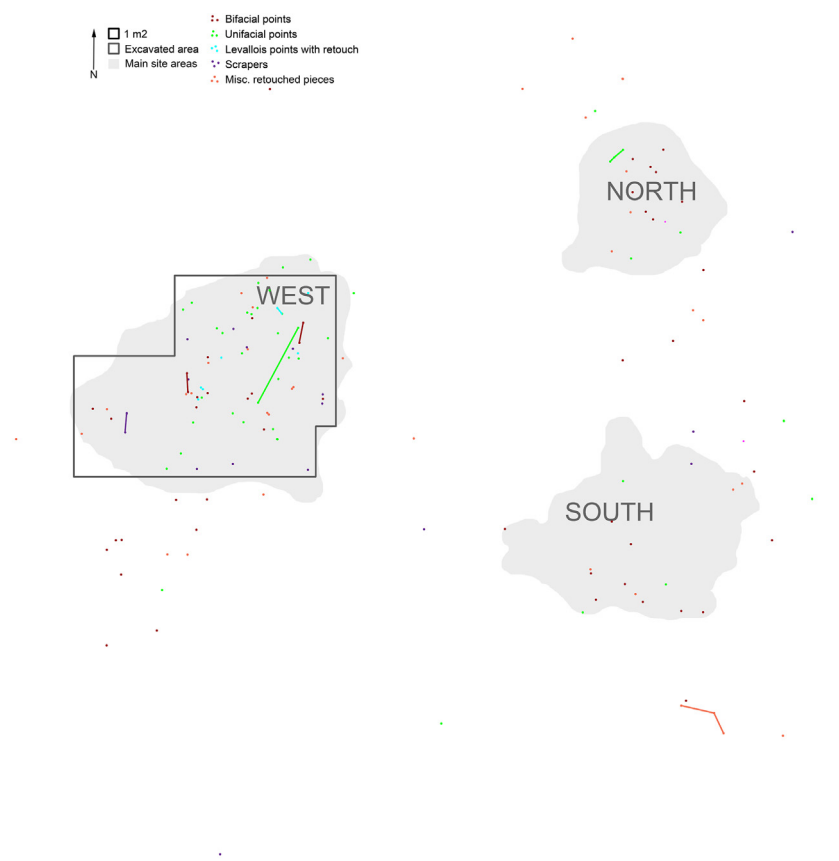 1 m2
Excavated area
Main site areas
N
Bifacial points
Unifacial points
Levallois points with retouch
Scrapers
Misc. retouched pieces
NORTH
WEST
SOUTH